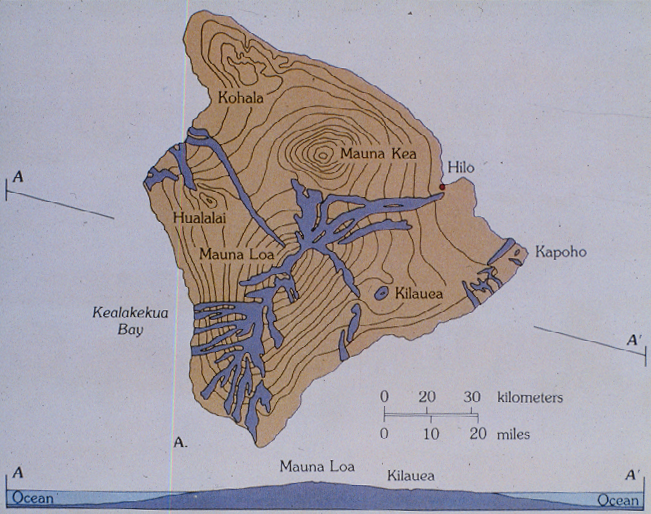 Kohala
Mauna Kea
Hilo
A
Hualalai
Mauna Loa
Kapoho
Kilauea
Kealakekua
Bay
A'
0 20 30 kilometers
0 10 20 miles
A.
Mauna Loa
Kilauea
A
A'
Ocean
Ocean